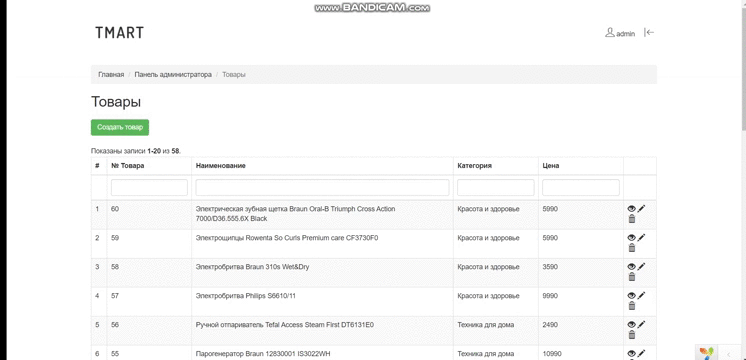 www.BANDICAM.com
TMART
admin
Главная / Панель администратора / Товары
Товары
Создать товар
Показаны записи 1-20 из 58.
# № Товара Наименование Категория Цена
1 60 Электрическая зубная щетка Braun Oral-B Triumph Cross Action 7000/D36.555.6X Black Красота и здоровье 5990
2 59 Электрощипцы Rowenta So Curls Premium care CF3730F0 Красота и здоровье 5990
3 58 Электробритва Braun 310s Wet&Dry Красота и здоровье 3590
4 57 Электробритва Philips S6610/11 Красота и здоровье 9990
5 56 Ручной отпариватель Tefal Access Steam First DT6131E0 Техника для дома 2490
6 55 Парогенератор Braun 12830001 IS3022WH Техника для дома 10990